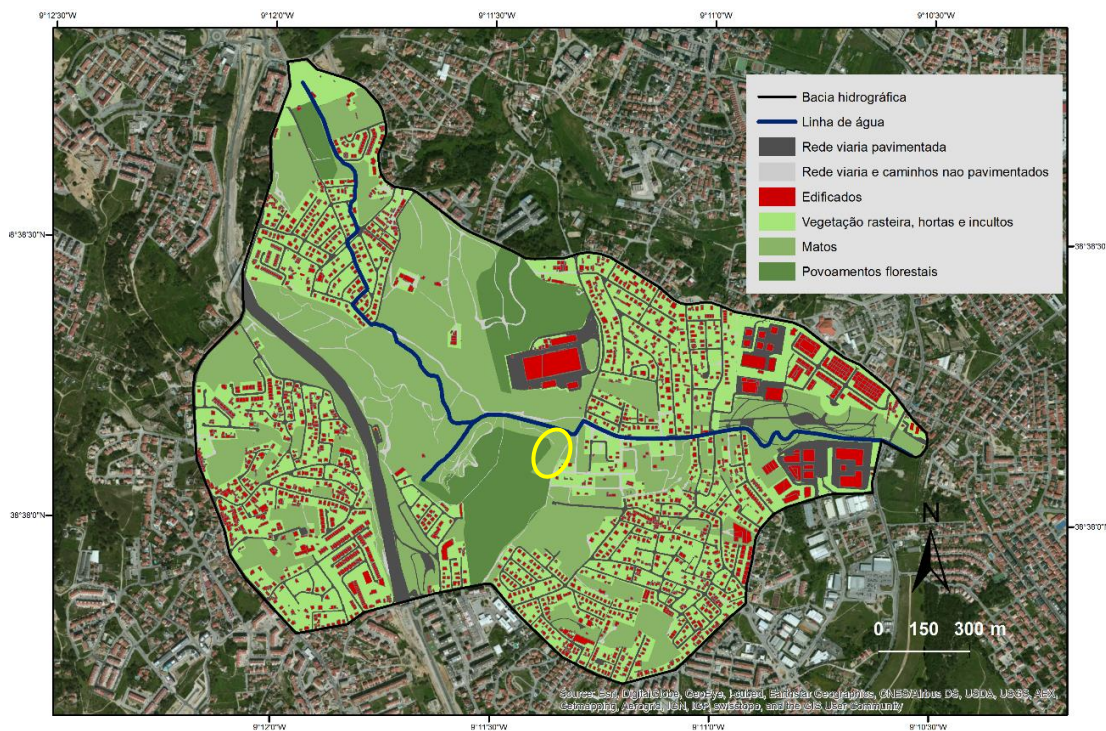 9°12'30"W 9°12'0"W 9°11'30"W 9°11'0"W 9°10'30"W
Bacia hidrográfica
Linha de água
Rede viaria pavimentada
Rede viaria e caminhos nao pavimentados
Edificados
Vegetação rasteira, hortas e incultos
Matos
Povoamentos florestais
38°38'30"N
38°38'30"
38°38'0"N
38°38'0"N
N
0 150 300 m
Source: Esri, DigitalGlobe, GeoEye, i-cubed, Earthstar Geographics, CNES/Airbus DS, USDA, USGS, AEX,
Getmapping, Aerogrid, IGN, IGP, swisstopo, and the GIS User Community
9°12'0"W 9°11'30"W 9°11'0"W 9°10'30"W